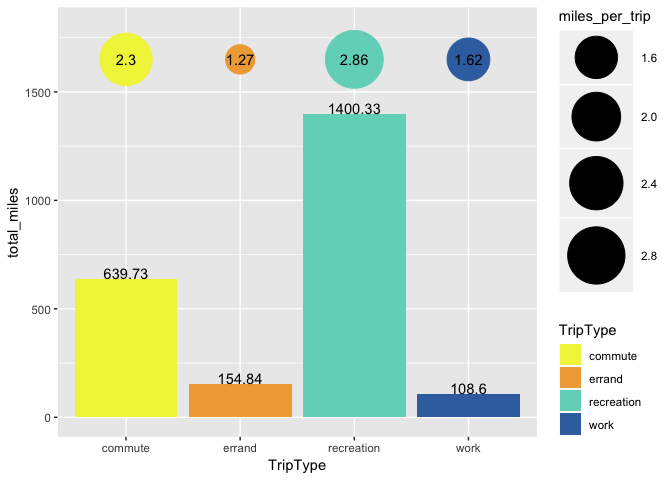 miles_per_trip
2.3
1.27
2.86
1.62
1.6
2.0
2.4
2.8
1500
1000
500
0
total_miles
1400.33
639.73
154.84
108.6
commute
errand
recreation
work
TripType
TripType
commute
errand
recreation
work